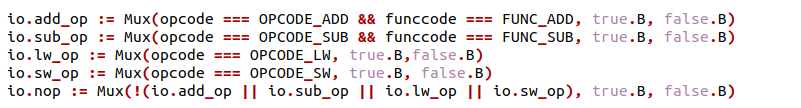 io.add_op := Mux(opcode === OPCODE_ADD && funccode === FUNC_ADD, true.B, false.B)
io.sub_op := Mux(opcode === OPCODE_SUB && funccode === FUNC_SUB, true.B, false.B)
io.lw_op := Mux(opcode === OPCODE_LW, true.B,false.B)
io.sw_op := Mux(opcode === OPCODE_SW, true.B, false.B)
io.nop := Mux(!(io.add_op || io.sub_op || io.lw_op || io.sw_op), true.B, false.B)